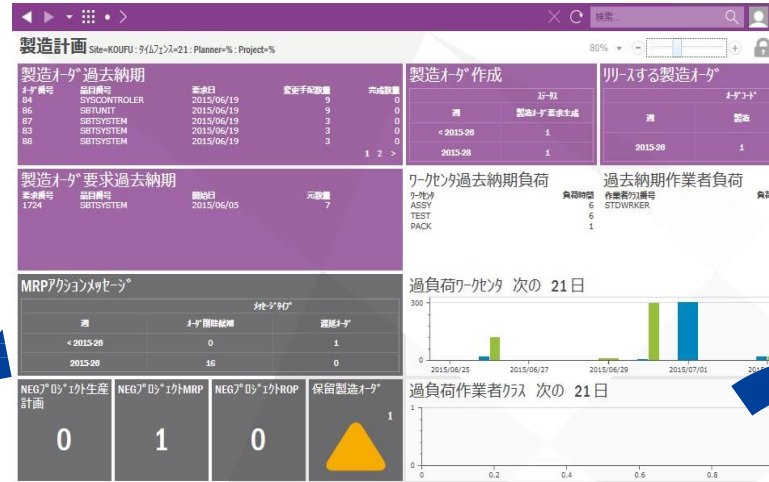 検索...
製造計画 Site=KOUFU : ﾀｲﾑﾌｪﾝｽ=21 : Planner=% : Project=%
80%
製造ｵｰﾀﾞ過去納期
ｵｰﾀﾞ番号 品目番号 要求日 変更手配数量 完成数量
84 SYSCONTROLER 2015/06/19 9 0
86 SBTUNIT 2015/06/19 9 0
87 SBTSYSTEM 2015/06/19 3 0
83 SBTSYSTEM 2015/06/19 3 0
88 SBTSYSTEM 2015/06/19 3 0
1 2 >
製造ｵｰﾀﾞ作成
ｽﾃｰﾀｽ
週 製造ｵｰﾀﾞ要求生成
< 2015-26 1
2015-28 1
ﾘﾘｰｽする製造ｵｰﾀﾞ
ｵｰﾀﾞｺｰﾄﾞ
週 製造
2015-26 1
製造ｵｰﾀﾞ要求過去納期
要求番号 品目番号 開始日 元数量
1724 SBTSYSTEM 2015/06/05 7
ﾜｰｸｾﾝﾀ過去納期負荷
ﾜｰｸｾﾝﾀ 負荷時間
ASSY 6
TEST 6
PACK 1
過去納期作業者負荷
作業者ｸﾗｽ番号 負荷
STDWRKER
MRPｱｸｼｮﾝﾒｯｾｰｼﾞ
ﾒｯｾｰｼﾞﾀｲﾌﾟ
週 ｵｰﾀﾞ削除候補 遅延ｵｰﾀﾞ
< 2015-26 0 1
2015-26 16 0
過負荷ﾜｰｸｾﾝﾀ 次の 21日
300
0
2015/06/25 2015/06/27 2015/06/29 2015/07/01
NEGﾌﾟﾛｼﾞｪｸﾄ生産計画
0
NEGﾌﾟﾛｼﾞｪｸﾄMRP
1
NEGﾌﾟﾛｼﾞｪｸﾄROP
0
保留製造ｵｰﾀﾞ
1
過負荷作業者ｸﾗｽ 次の 21日
1
0
0 0.2 0.4 0.6 0.8